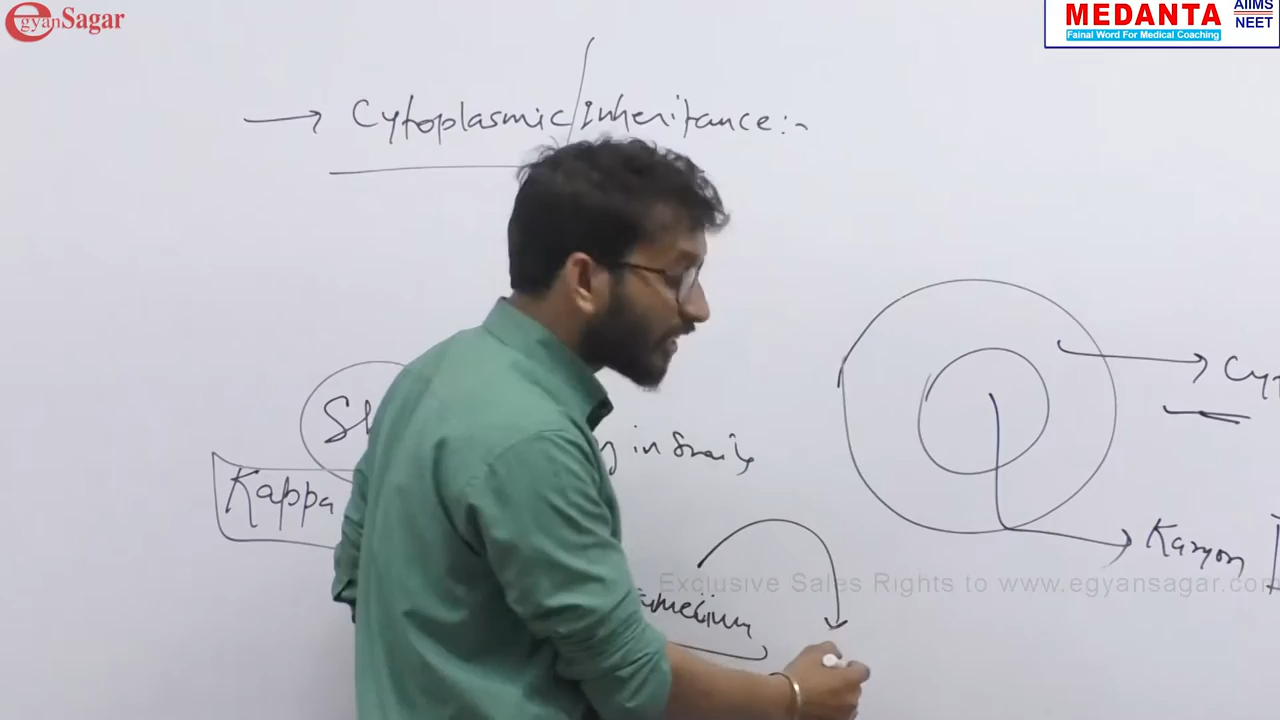 egyanSagar
MEDANTA
AIIMS
NEET
Fainal Word For Medical Coaching
→ Cytoplasmic/Inheritance:-
in Snails
Kappa
Karyon
Exclusive Sales Rights to www.egyansagar.com